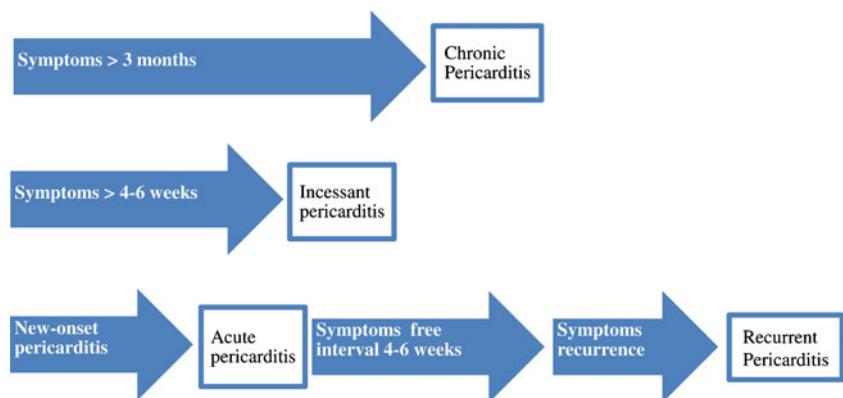 Symptoms > 3 months
Chronic
Pericarditis
Symptoms > 4-6 weeks
Incessant
pericarditis
New-onset
pericarditis
Acute
pericarditis
Symptoms free
interval 4-6 weeks
Symptoms
recurrence
Recurrent
Pericarditis